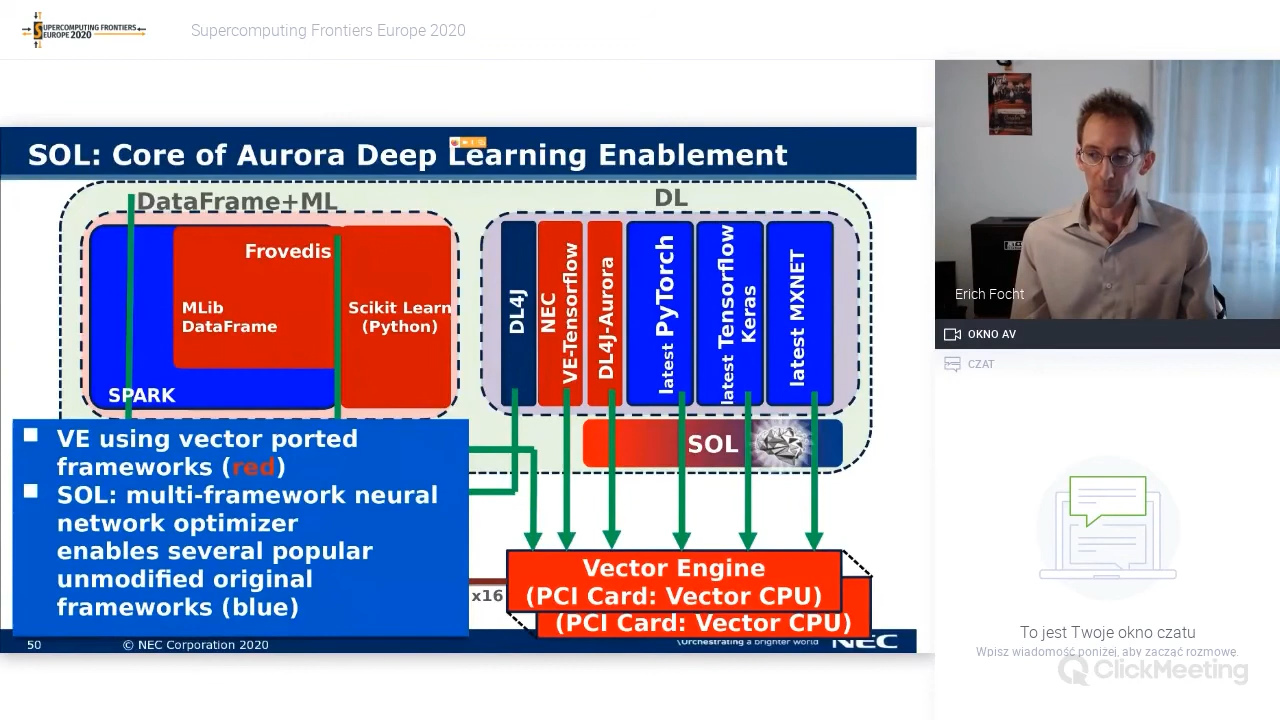 SUPERCOMPUTING FRONTIERS
EUROPE 2020
Supercomputing Frontiers Europe 2020
SOL: Core of Aurora Deep Learning Enablement
DataFrame+ML
DL
Frovedis
MLib
DataFrame
Scikit Learn
(Python)
SPARK
DL4J
NEC
VE-Tensorflow
DL4J-Aurora
latest PyTorch
latest Tensorflow
Keras
latest MXNET
SOL
VE using vector ported
frameworks (red)
SOL: multi-framework neural
network optimizer
enables several popular
unmodified original
frameworks (blue)
x16
Vector Engine
(PCI Card: Vector CPU)
(PCI Card: Vector CPU)
50
© NEC Corporation 2020
\Orchestrating a brighter world
NEC
Erich Focht
OKNO AV
CZAT
To jest Twoje okno czatu
Wpisz wiadomość poniżej, aby zacząć rozmowę.
ClickMeeting